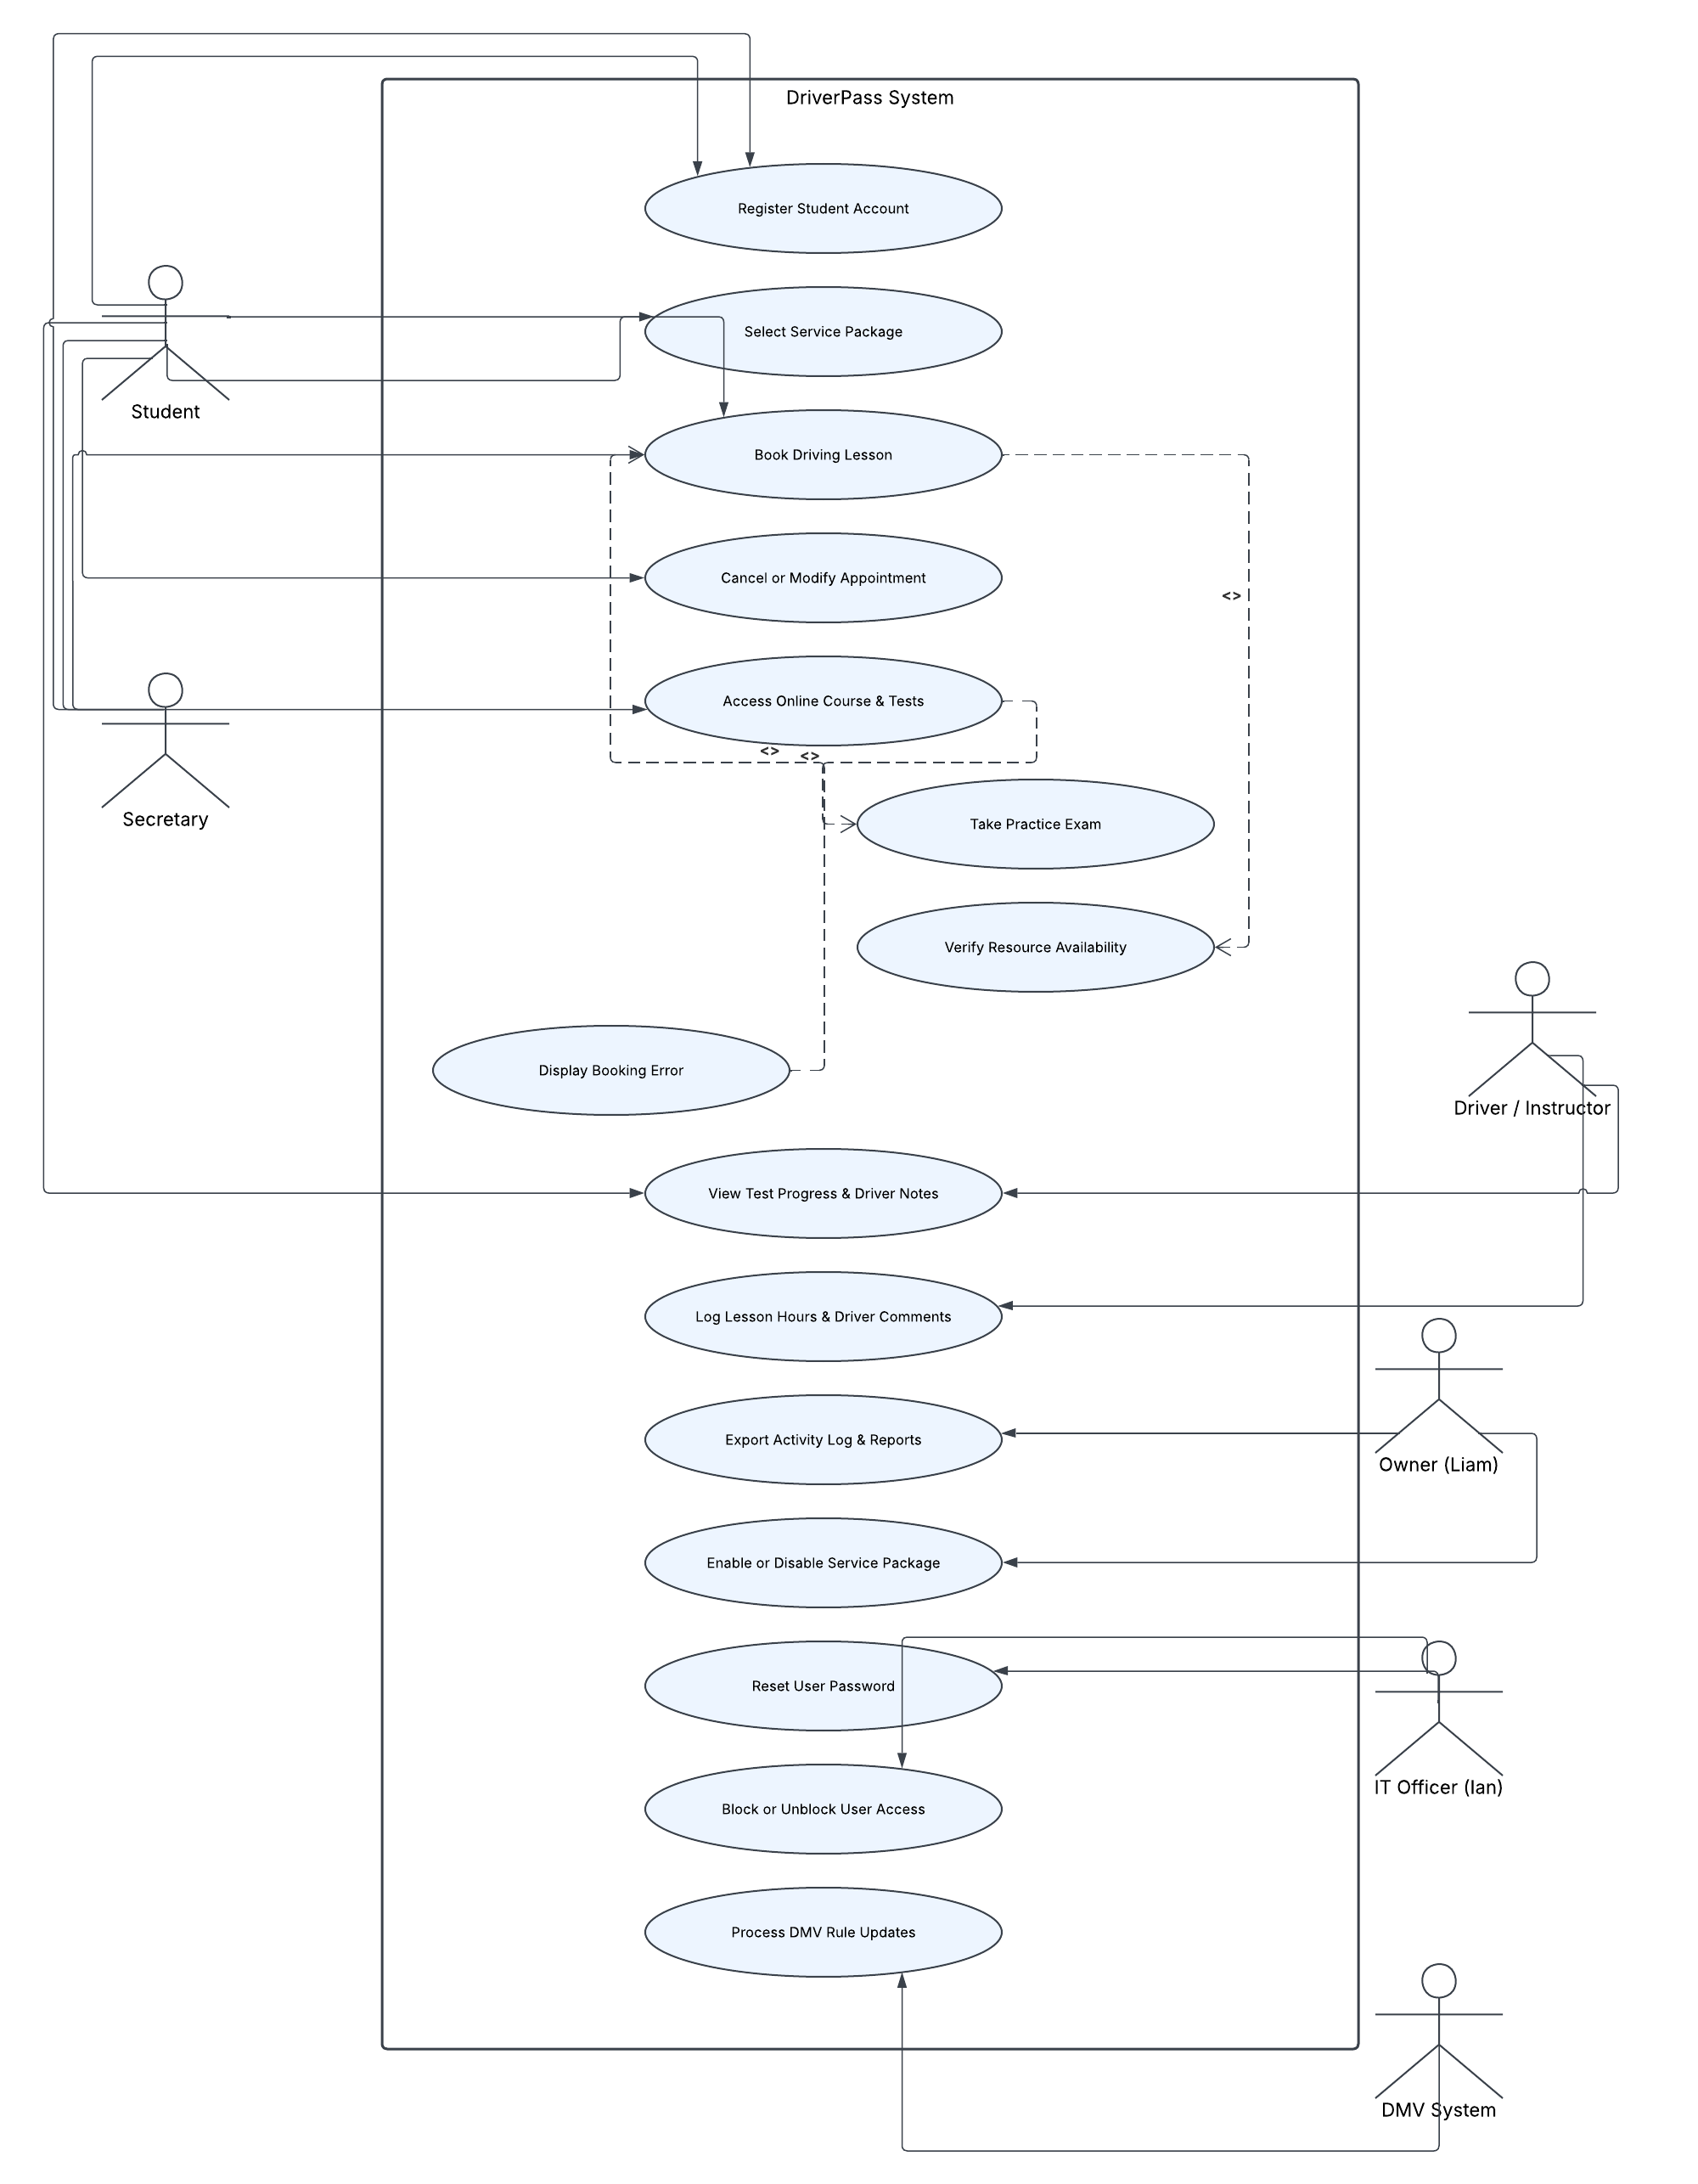 DriverPass System
Register Student Account
Select Service Package
Student
Book Driving Lesson
Cancel or Modify Appointment
<>
Access Online Course & Tests
<>
<>
Secretary
Take Practice Exam
Verify Resource Availability
Display Booking Error
Driver / Instructor
View Test Progress & Driver Notes
Log Lesson Hours & Driver Comments
Export Activity Log & Reports
Owner (Liam)
Enable or Disable Service Package
Reset User Password
IT Officer (Ian)
Block or Unblock User Access
Process DMV Rule Updates
DMV System